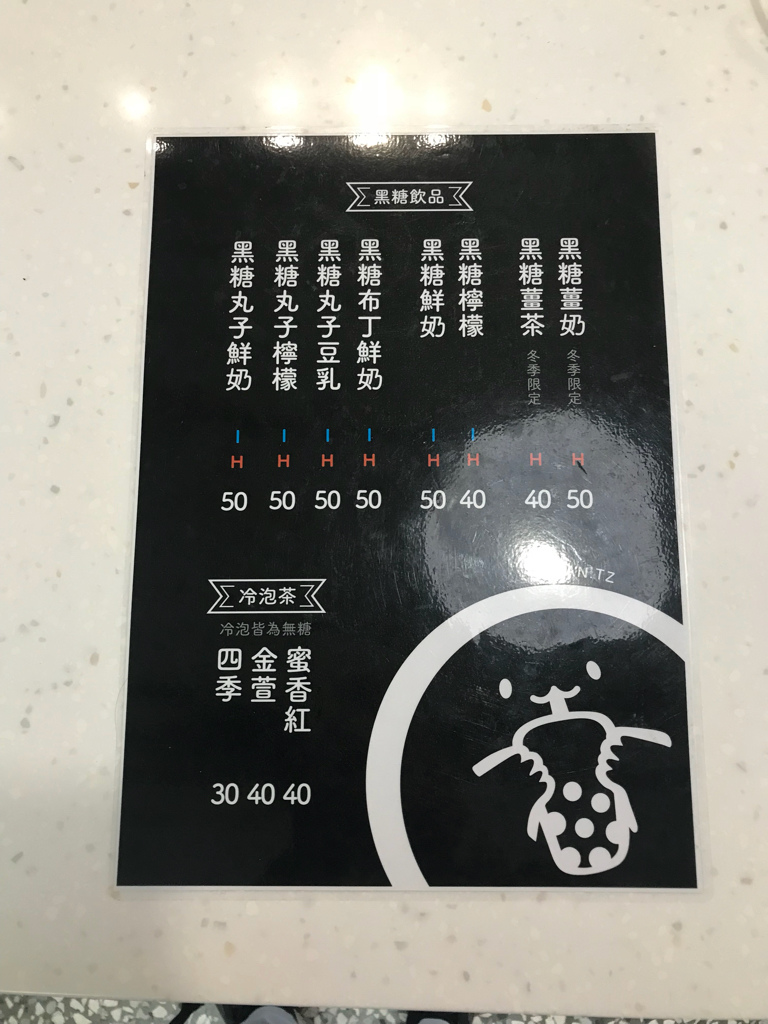 黑糖飲品
黑糖薑奶 冬季限定 H 50
黑糖薑茶 冬季限定 H 40
黑糖檸檬 I H 40
黑糖鮮奶 I H 50
黑糖布丁鮮奶 I H 50
黑糖丸子豆乳 I H 50
黑糖丸子檸檬 I H 50
黑糖丸子鮮奶 I H 50
冷泡茶
冷泡皆為無糖
蜜香紅 40
金萱 40
四季 30